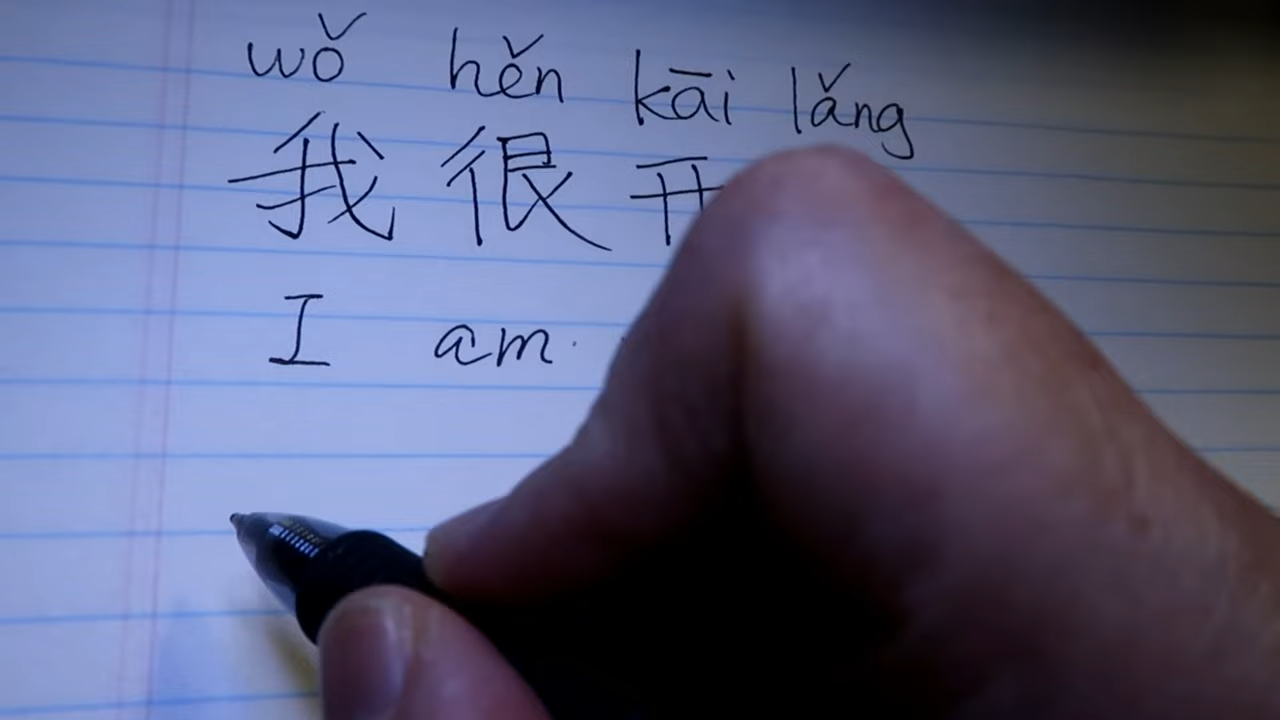 wǒ hěn kāi lǎng
我 很 开
I am